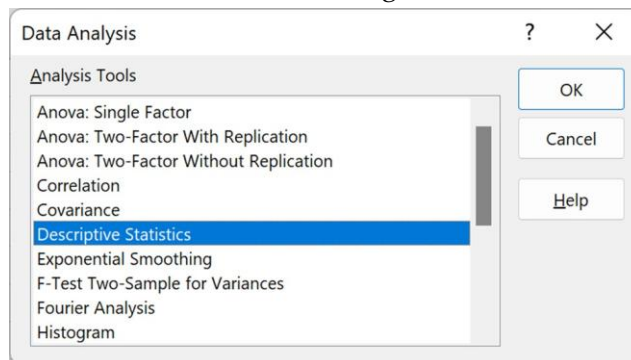 Data Analysis ? ×
Analysis Tools
Anova: Single Factor
Anova: Two-Factor With Replication
Anova: Two-Factor Without Replication
Correlation
Covariance
Descriptive Statistics
Exponential Smoothing
F-Test Two-Sample for Variances
Fourier Analysis
Histogram
OK
Cancel
Help